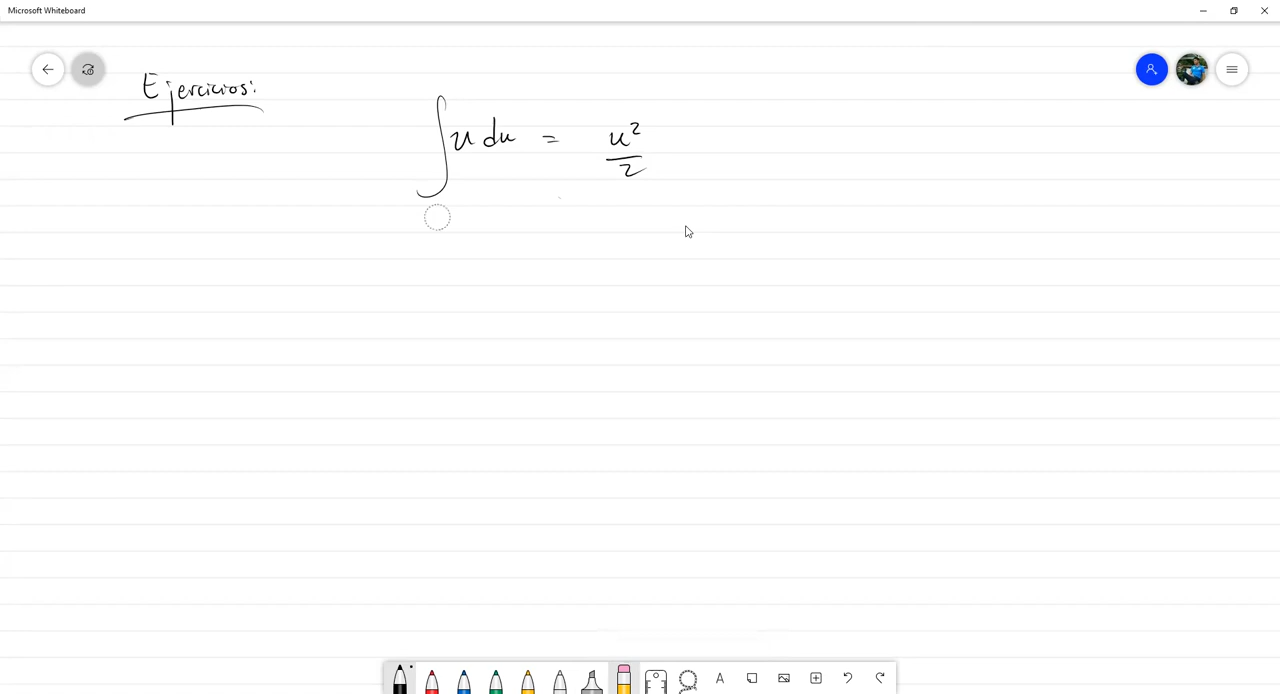 Microsoft Whiteboard
Ejercicios:
∫ u du = u²/2
A